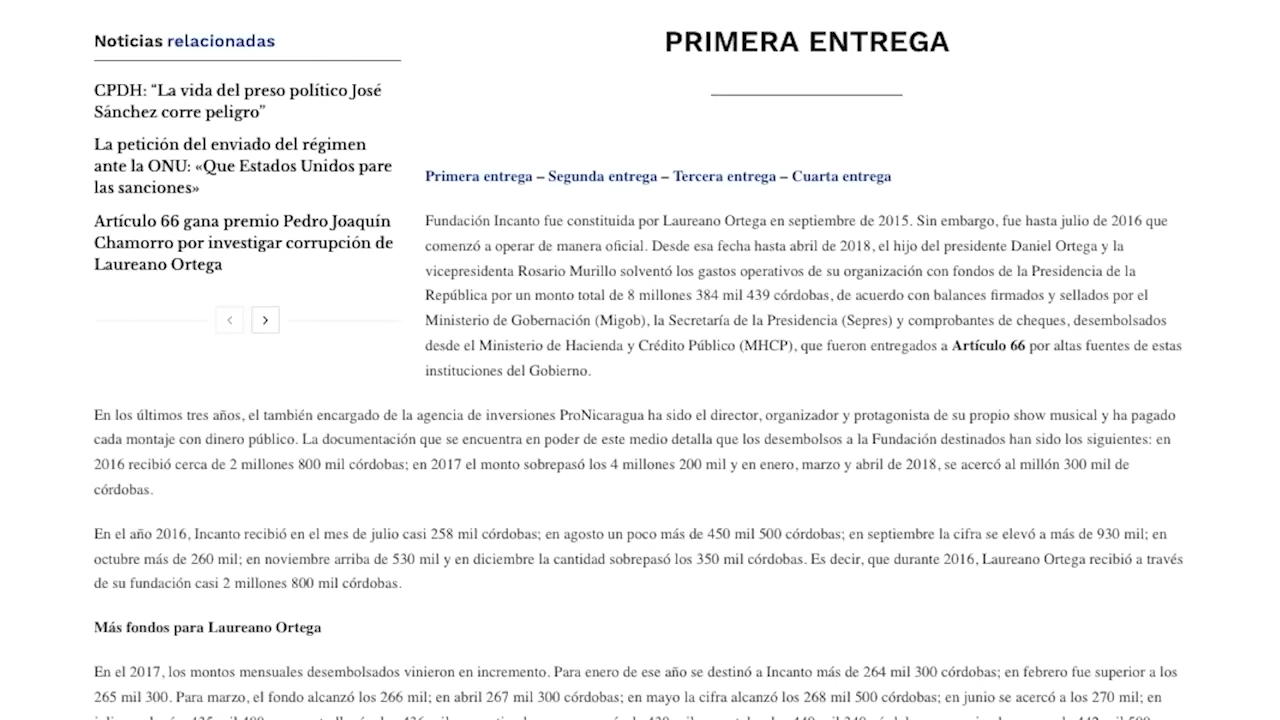 Noticias relacionadas
CPDH: “La vida del preso político José
Sánchez corre peligro”
La petición del enviado del régimen
ante la ONU: «Que Estados Unidos pare
las sanciones»
Artículo 66 gana premio Pedro Joaquín
Chamorro por investigar corrupción de
Laureano Ortega
PRIMERA ENTREGA
Primera entrega – Segunda entrega – Tercera entrega – Cuarta entrega
Fundación Incanto fue constituida por Laureano Ortega en septiembre de 2015. Sin embargo, fue hasta julio de 2016 que
comenzó a operar de manera oficial. Desde esa fecha hasta abril de 2018, el hijo del presidente Daniel Ortega y la
vicepresidenta Rosario Murillo solventó los gastos operativos de su organización con fondos de la Presidencia de la
República por un monto total de 8 millones 384 mil 439 córdobas, de acuerdo con balances firmados y sellados por el
Ministerio de Gobernación (Migob), la Secretaría de la Presidencia (Sepres) y comprobantes de cheques, desembolsados
desde el Ministerio de Hacienda y Crédito Público (MHCP), que fueron entregados a Artículo 66 por altas fuentes de estas
instituciones del Gobierno.
En los últimos tres años, el también encargado de la agencia de inversiones ProNicaragua ha sido el director, organizador y protagonista de su propio show musical y ha pagado
cada montaje con dinero público. La documentación que se encuentra en poder de este medio detalla que los desembolsos a la Fundación destinados han sido los siguientes: en
2016 recibió cerca de 2 millones 800 mil córdobas; en 2017 el monto sobrepasó los 4 millones 200 mil y en enero, marzo y abril de 2018, se acercó al millón 300 mil de
córdobas.
En el año 2016, Incanto recibió en el mes de julio casi 258 mil córdobas; en agosto un poco más de 450 mil 500 córdobas; en septiembre la cifra se elevó a más de 930 mil; en
octubre más de 260 mil; en noviembre arriba de 530 mil y en diciembre la cantidad sobrepasó los 350 mil córdobas. Es decir, que durante 2016, Laureano Ortega recibió a través
de su fundación casi 2 millones 800 mil córdobas.
Más fondos para Laureano Ortega
En el 2017, los montos mensuales desembolsados vinieron en incremento. Para enero de ese año se destinó a Incanto más de 264 mil 300 córdobas; en febrero fue superior a los
265 mil 300. Para marzo, el fondo alcanzó los 266 mil; en abril 267 mil 300 córdobas; en mayo la cifra alcanzó los 268 mil 500 córdobas; en junio se acercó a los 270 mil; en